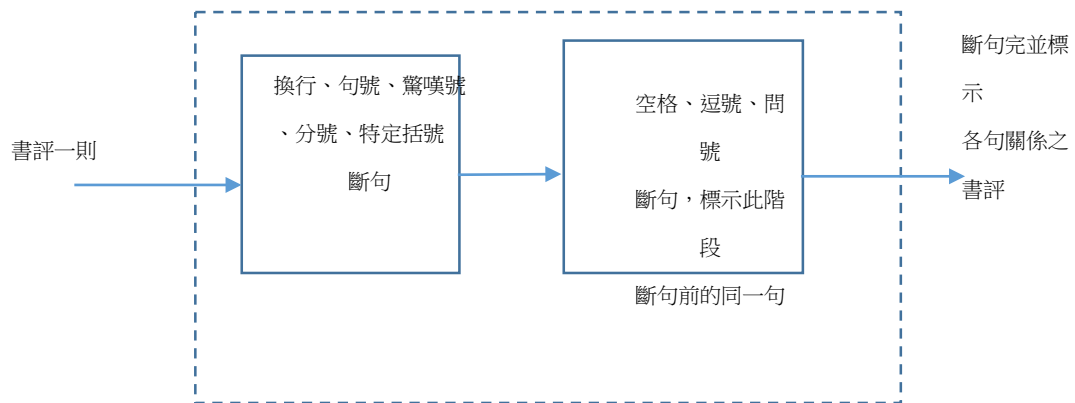 書評一則
換行、句號、驚嘆號
、分號、特定括號
斷句
空格、逗號、問
號
斷句，標示此階
段
斷句前的同一句
斷句完並標
示
各句關係之
書評